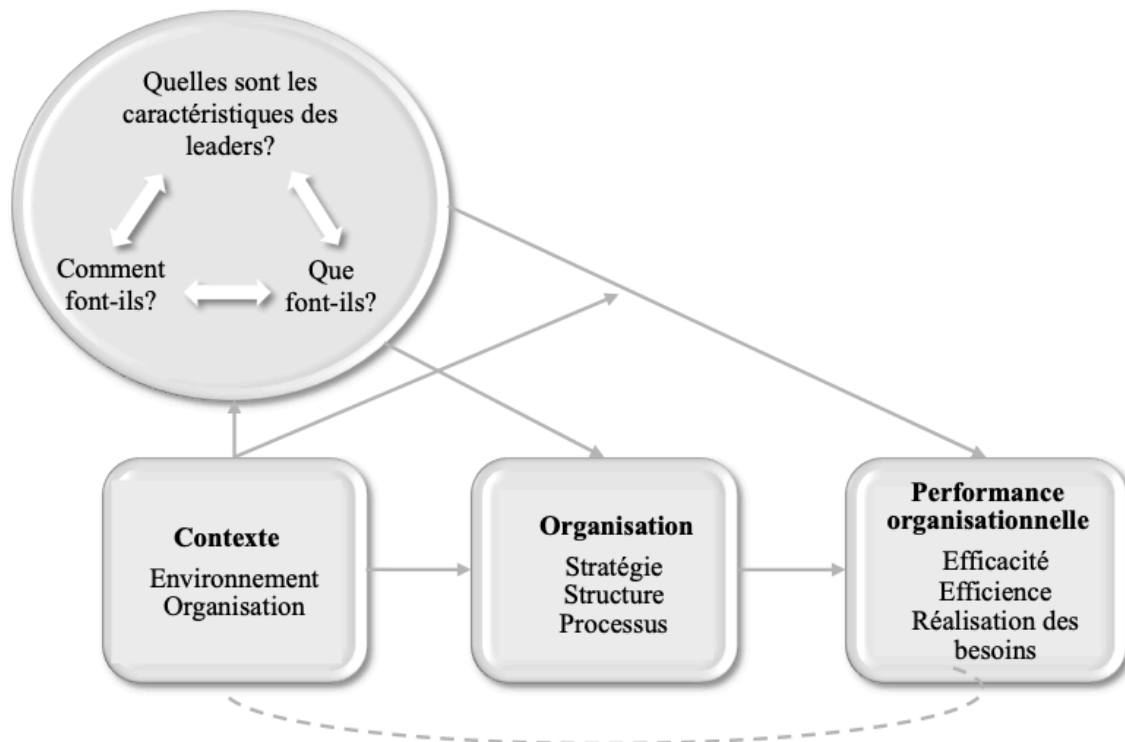 Quelles sont les
caractéristiques des
leaders?
Comment
font-ils?
Que
font-ils?
Contexte
Environnement
Organisation
Organisation
Stratégie
Structure
Processus
Performance
organisationnelle
Efficacité
Efficience
Réalisation des
besoins